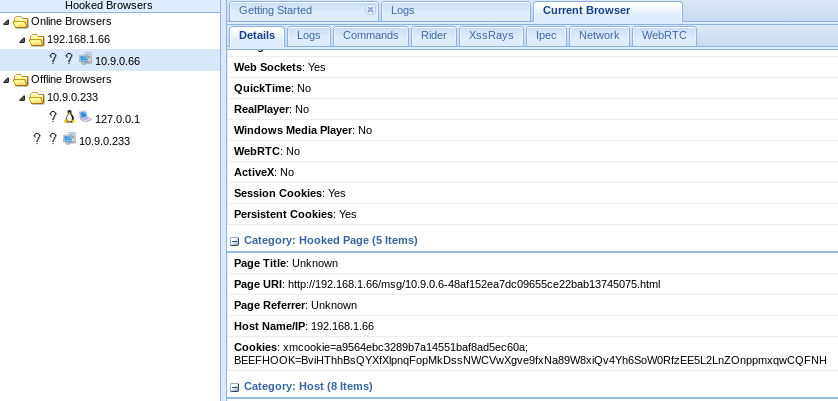 Hooked Browsers
Online Browsers
192.168.1.66
? ? 10.9.0.66
Offline Browsers
10.9.0.233
? 127.0.0.1
? ? 10.9.0.233
Getting Started
Logs
Current Browser
Details Logs Commands Rider XssRays Ipec Network WebRTC
Web Sockets: Yes
QuickTime: No
RealPlayer: No
Windows Media Player: No
WebRTC: No
ActiveX: No
Session Cookies: Yes
Persistent Cookies: Yes
Category: Hooked Page (5 Items)
Page Title: Unknown
Page URI: http://192.168.1.66/msg/10.9.0.6-48af152ea7dc09655ce22bab13745075.html
Page Referrer: Unknown
Host Name/IP: 192.168.1.66
Cookies: xmcookie=a9564ebc3289b7a14551baf8ad5ec60a;
BEEFHOOK=BviHThhBsQYXfXlpnqFopMkDssNWCVwXgve9fxNa89W8xiQv4Yh6SoW0RfzEE5L2LnZOnppmxqwCQFNH
Category: Host (8 Items)